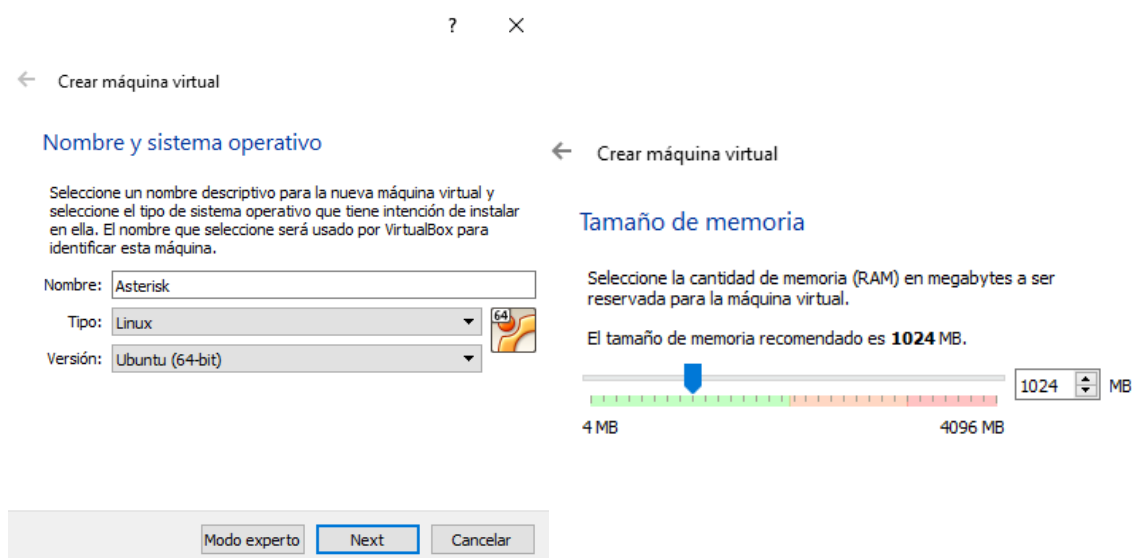 ?
Crear máquina virtual
Nombre y sistema operativo
Seleccione un nombre descriptivo para la nueva máquina virtual y
seleccione el tipo de sistema operativo que tiene intención de instalar
en ella. El nombre que seleccione será usado por VirtualBox para
identificar esta máquina.
Nombre: Asterisk
Tipo: Linux
64
Versión: Ubuntu (64-bit)
Modo experto Next Cancelar
Crear máquina virtual
Tamaño de memoria
Seleccione la cantidad de memoria (RAM) en megabytes a ser
reservada para la máquina virtual.
El tamaño de memoria recomendado es 1024 MB.
1024 MB
4 MB 4096 MB